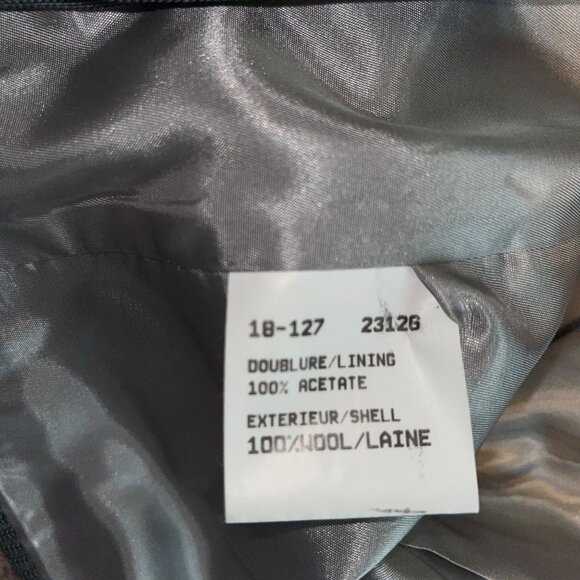 18-127 23126
DOUBLURE/LINING
100% ACETATE
EXTERIEUR/SHELL
100%WOOL/LAINE